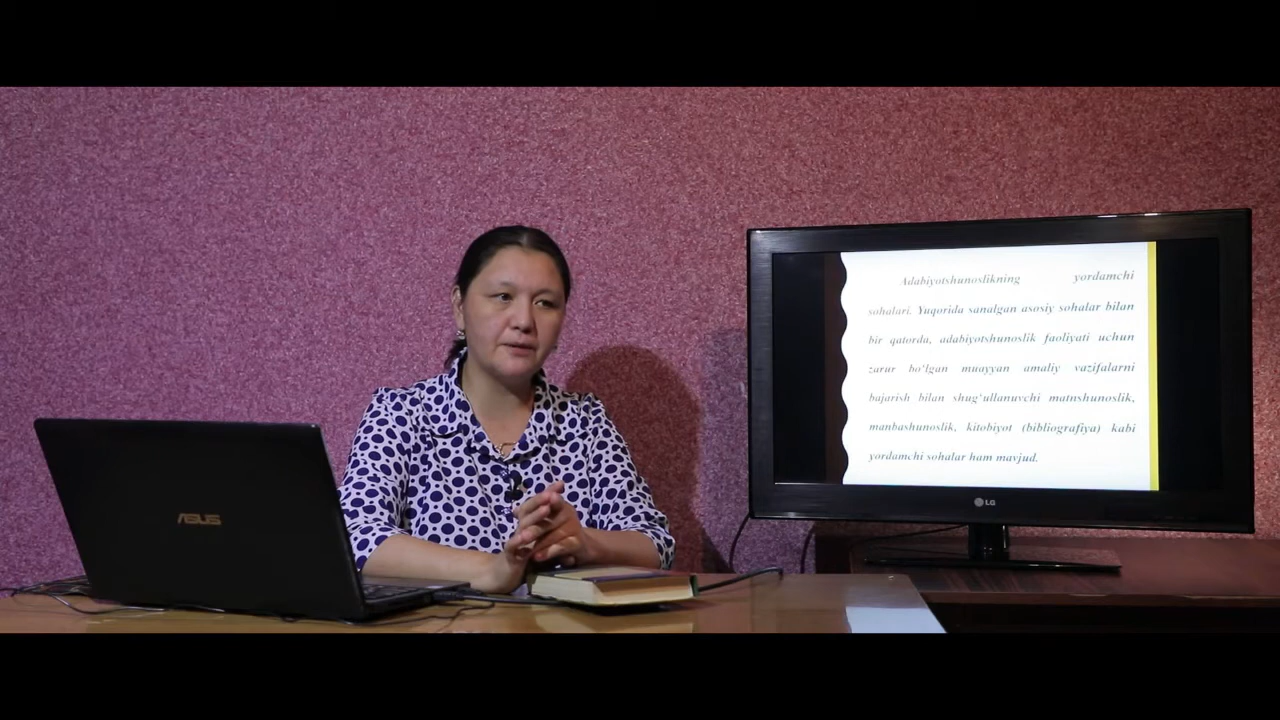 Adabiyotshunoslikning yordamchi
sohalari. Yuqorida sanalgan asosiy sohalar bilan
bir qatorda, adabiyotshunoslik faoliyati uchun
zarar bo‘lgan muayyan amaliy vazifalarni
bajarish bilan shug‘ullanuvchi matnshunoslik,
manbashunoslik, kitobiyot (bibliografiya) kabi
yordamchi sohalar ham mavjud.
ASUS
LG